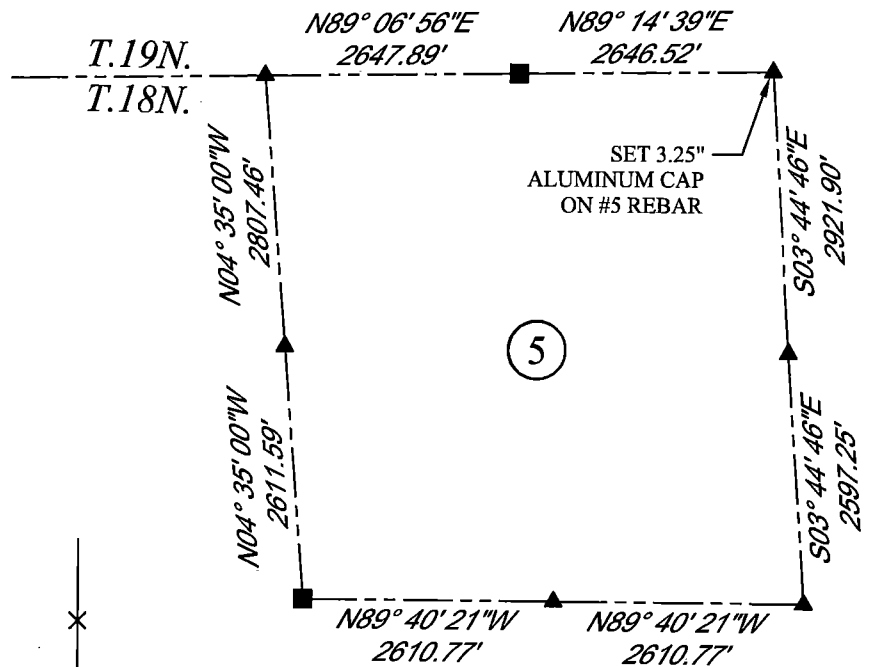 N89° 06' 56"E
2647.89'
N89° 14' 39"E
2646.52'
T.19N.
T.18N.
SET 3.25"
ALUMINUM CAP
ON #5 REBAR
N04° 35' 00"W
2807.46'
S03° 44' 46"E
2921.90'
5
N04° 35' 00"W
2611.59'
S03° 44' 46"E
2597.25'
N89° 40' 21"W
2610.77'
N89° 40' 21"W
2610.77'